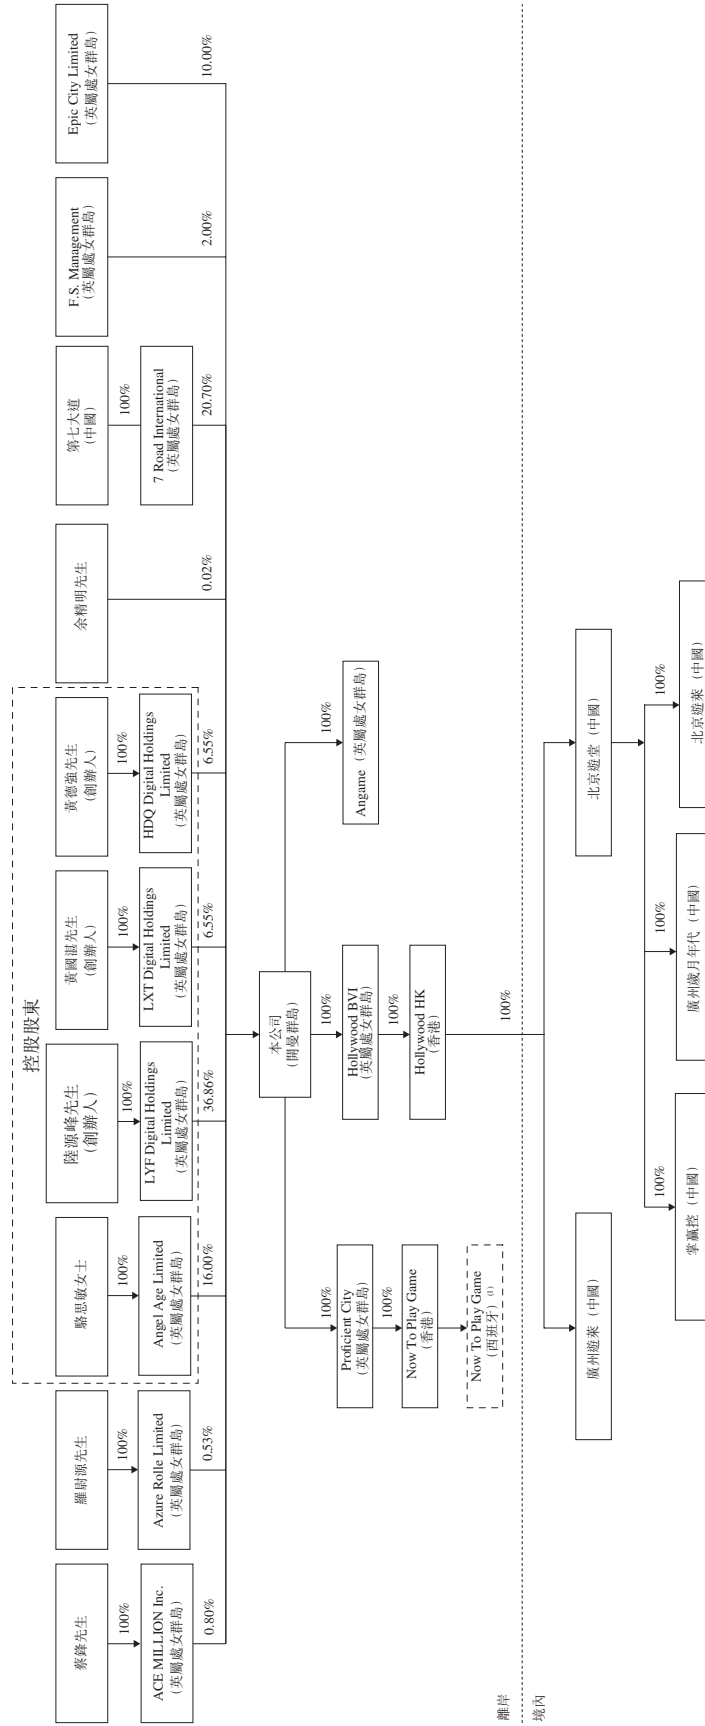 控股股東
蔡鋒先生
羅尉源先生
駱思敏女士
陸源峰先生
(創辦人)
黃國湛先生
(創辦人)
黃德強先生
(創辦人)
余精明先生
第七大道
(中國)
F.S. Management
(英屬處女群島)
Epic City Limited
(英屬處女群島)
100%
100%
100%
100%
100%
100%
100%
ACE MILLION Inc.
(英屬處女群島)
Azure Rolle Limited
(英屬處女群島)
Angel Age Limited
(英屬處女群島)
LYF Digital Holdings
Limited
(英屬處女群島)
LXT Digital Holdings
Limited
(英屬處女群島)
HDQ Digital Holdings
Limited
(英屬處女群島)
7 Road International
(英屬處女群島)
0.80%
0.53%
16.00%
36.86%
6.55%
6.55%
0.02%
20.70%
2.00%
10.00%
本公司
(開曼群島)
100%
100%
100%
Proficient City
(英屬處女群島)
Hollywood BVI
(英屬處女群島)
Angame (英屬處女群島)
100%
100%
Now To Play Game
(香港)
Hollywood HK
(香港)
Now To Play Game
(西班牙) (1)
離岸
100%
境內
廣州遊萊 (中國)
北京遊堂 (中國)
100%
100%
100%
掌贏控 (中國)
廣州歲月年代 (中國)
北京遊萊 (中國)